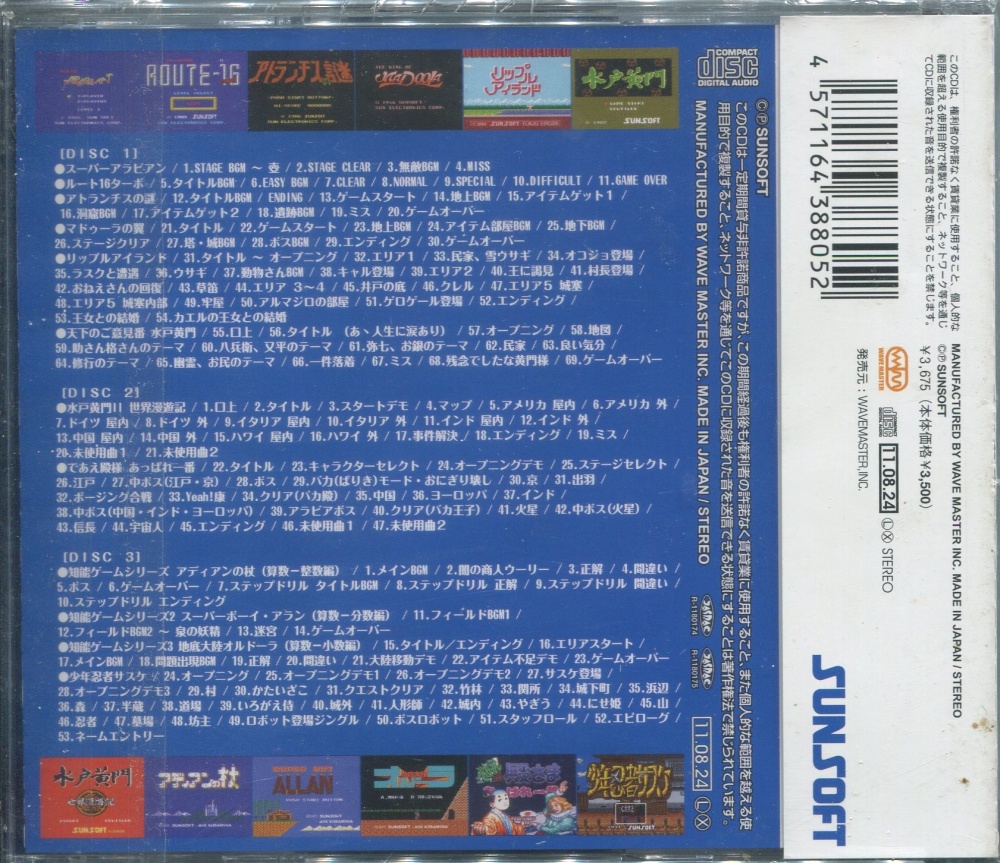 ROUTE-16
アトランチスの謎
リップルアイランド
水戸黄門
SUNSOFT
COMPACT
disc
DIGITAL AUDIO
[DISC 1]
●スーパーアラビアン / 1.STAGE BGM ～ 壺 / 2.STAGE CLEAR / 3.無敵BGM / 4.MISS
●ルート16ターボ / 5.タイトルBGM / 6.EASY BGM / 7.CLEAR / 8.NORMAL / 9.SPECIAL / 10.DIFFICULT / 11.GAME OVER
●アトランチスの謎 / 12.タイトルBGM / ENDING / 13.ゲームスタート / 14.地上BGM / 15.アイテムゲット1 /
16.洞窟BGM / 17.アイテムゲット2 / 18.遺跡BGM / 19.ミス / 20.ゲームオーバー
●マドゥーラの翼 / 21.タイトル / 22.ゲームスタート / 23.地上BGM / 24.アイテム部屋BGM / 25.地下BGM /
26.ステージクリア / 27.塔・城BGM / 28.ボスBGM / 29.エンディング / 30.ゲームオーバー
●リップルアイランド / 31.タイトル ～ オープニング / 32.エリア1 / 33.民家、雪ウサギ / 34.オコジョ登場 /
35.ラスクと遭遇 / 36.ウサギ / 37.動物さんBGM / 38.キャル登場 / 39.エリア2 / 40.王に謁見 / 41.村長登場 /
42.おねえさんの回復 / 43.草笛 / 44.エリア 3～4 / 45.井戸の底 / 46.クレル / 47.エリア5 城塞 /
48.エリア5 城塞内部 / 49.牢屋 / 50.アルマジロの部屋 / 51.ゲロゲール登場 / 52.エンディング /
53.王女との結婚 / 54.カエルの王女との結婚
●天下のご意見番 水戸黄門 / 55.口上 / 56.タイトル (あゝ人生に涙あり) / 57.オープニング / 58.地図 /
59.助さん格さんのテーマ / 60.八兵衛、又平のテーマ / 61.弥七、お銀のテーマ / 62.民家 / 63.良い気分 /
64.修行のテーマ / 65.幽霊、お民のテーマ / 66.一件落着 / 67.ミス / 68.残念でしたな黄門様 / 69.ゲームオーバー
[DISC 2]
●水戸黄門II 世界漫遊記 / 1.口上 / 2.タイトル / 3.スタートデモ / 4.マップ / 5.アメリカ 屋内 / 6.アメリカ 外 /
7.ドイツ 屋内 / 8.ドイツ 外 / 9.イタリア 屋内 / 10.イタリア 外 / 11.インド 屋内 / 12.インド 外 /
13.中国 屋内 / 14.中国 外 / 15.ハワイ 屋内 / 16.ハワイ 外 / 17.事件解決. / 18.エンディング / 19.ミス /
20.未使用曲1 / 21.未使用曲2
●であえ殿様 あっぱれ一番 / 22.タイトル / 23.キャラクターセレクト / 24.オープニングデモ / 25.ステージセレクト /
26.江戸 / 27.中ボス(江戸・京) / 28.ボス / 29.バカ(ばりき)モード・おにぎり壊し / 30.京 / 31.出羽 /
32.ポージング合戦 / 33.Yeah!康 / 34.クリア(バカ殿) / 35.中国 / 36.ヨーロッパ / 37.インド /
38.中ボス(中国・インド・ヨーロッパ) / 39.アラビアボス / 40.クリア(バカ王子) / 41.火星 / 42.中ボス(火星) /
43.信長 / 44.宇宙人 / 45.エンディング / 46.未使用曲1 / 47.未使用曲2
[DISC 3]
●知能ゲームシリーズ アディアンの杖 (算数－整数編) / 1.メインBGM / 2.闇の商人ウーリー / 3.正解 / 4.間違い /
5.ボス / 6.ゲームオーバー / 7.ステップドリル タイトルBGM / 8.ステップドリル 正解 / 9.ステップドリル 間違い /
10.ステップドリル エンディング
●知能ゲームシリーズ2 スーパーボーイ・アラン (算数－分数編) / 11.フィールドBGM1 /
12.フィールドBGM2 ～ 泉の妖精 / 13.迷宮 / 14.ゲームオーバー
●知能ゲームシリーズ3 地底大陸オルドーラ (算数－小数編) / 15.タイトル/エンディング / 16.エリアスタート /
17.メインBGM / 18.問題出現BGM / 19.正解 / 20.間違い / 21.大陸移動デモ / 22.アイテム不足デモ / 23.ゲームオーバー
●少年忍者サスケ / 24.オープニング / 25.オープニングデモ1 / 26.オープニングデモ2 / 27.サスケ登場 /
28.オープニングデモ3 / 29.村 / 30.かたいざこ / 31.クエストクリア / 32.竹林 / 33.関所 / 34.城下町 / 35.浜辺 /
36.森 / 37.半蔵 / 38.道場 / 39.いろがえ侍 / 40.城外 / 41.人形師 / 42.城内 / 43.やぎう / 44.にせ姫 / 45.山 /
46.忍者 / 47.墓場 / 48.坊主 / 49.ロボット登場ジングル / 50.ボスロボット / 51.スタッフロール / 52.エピローグ /
53.ネームエントリー
水戸黄門
アディアンの杖
ALLAN
SUNSOFT
℗© SUNSOFT
このCDは一定期間貸与非許諾商品ですが、この期間経過後も権利者の許諾なく賃貸業に使用すること、また個人的な範囲を越える使
用目的で複製すること、ネットワーク等を通じてこのCDに収録された音を送信できる状態にすることは著作権法で禁じられています。
MANUFACTURED BY WAVE MASTER INC. MADE IN JAPAN / STEREO
R-1180174
R-1180175
11.08.24 Ⓛ Ⓧ
4 571164 388052
このCDは、権利者の許諾なく賃貸業に使用すること、個人的な
範囲を超える使用目的で複製すること、ネットワーク等を通じ
てCDに収録された音を送信できる状態にすることを禁じます。
MANUFACTURED BY WAVE MASTER INC. MADE IN JAPAN / STEREO
©℗ SUNSOFT
¥3,675 (本体価格 ¥3,500)
WAVEMASTER
発売元:WAVEMASTER,INC.
disc
11.08.24 Ⓛ Ⓧ STEREO
SUNSOFT